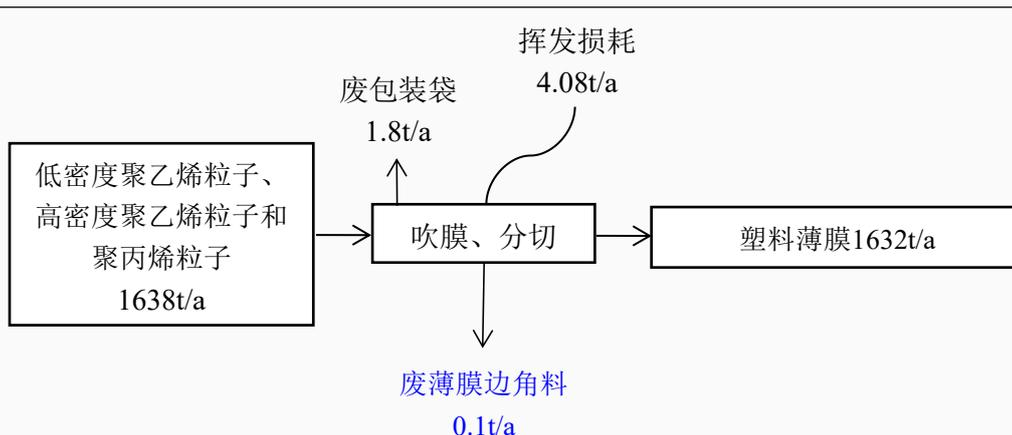 挥发损耗
4.08t/a
废包装袋
1.8t/a
低密度聚乙烯粒子、
高密度聚乙烯粒子和
聚丙烯粒子
1638t/a
吹膜、分切
塑料薄膜1632t/a
废薄膜边角料
0.1t/a